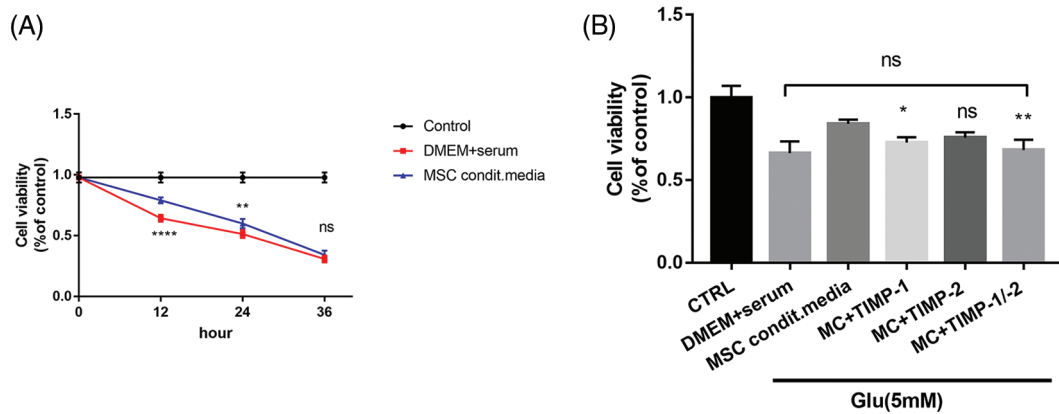 (A)
Cell viability
(%of control)
1.5
1.0
0.5
0.0
****
**
ns
0
12
24
36
hour
Control
DMEM+serum
MSC condit.media
(B)
Cell viability
(%of control)
1.5
1.0
0.5
0.0
ns
*
ns
**
CTRL
DMEM+serum
MSC condit.media
MC+TIMP-1
MC+TIMP-2
MC+TIMP-1/-2
Glu(5mM)